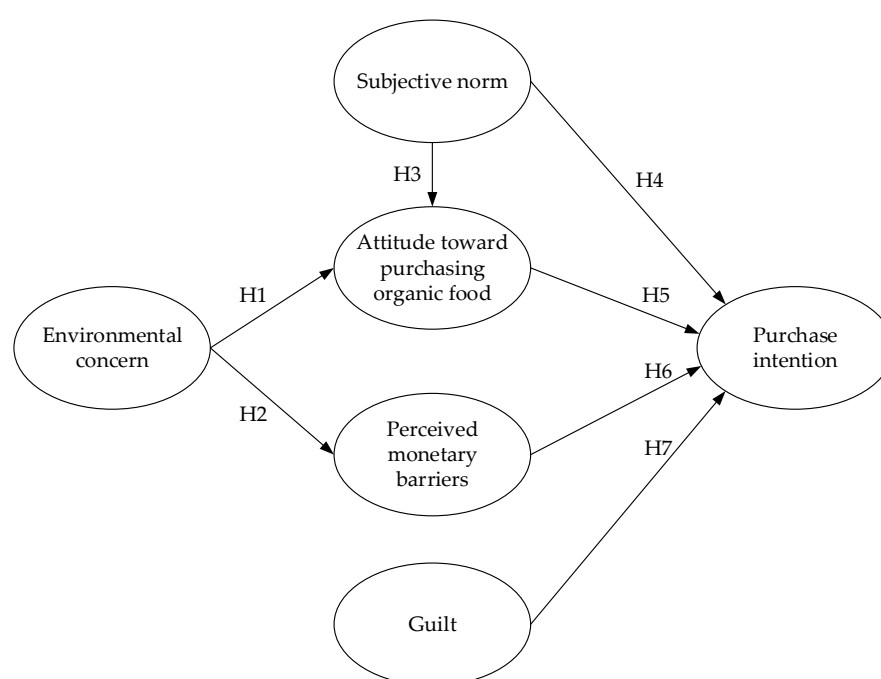 Subjective norm
H3
H4
Attitude toward
purchasing
organic food
H1
H5
Environmental
concern
Purchase
intention
H2
H6
Perceived
monetary
barriers
H7
Guilt